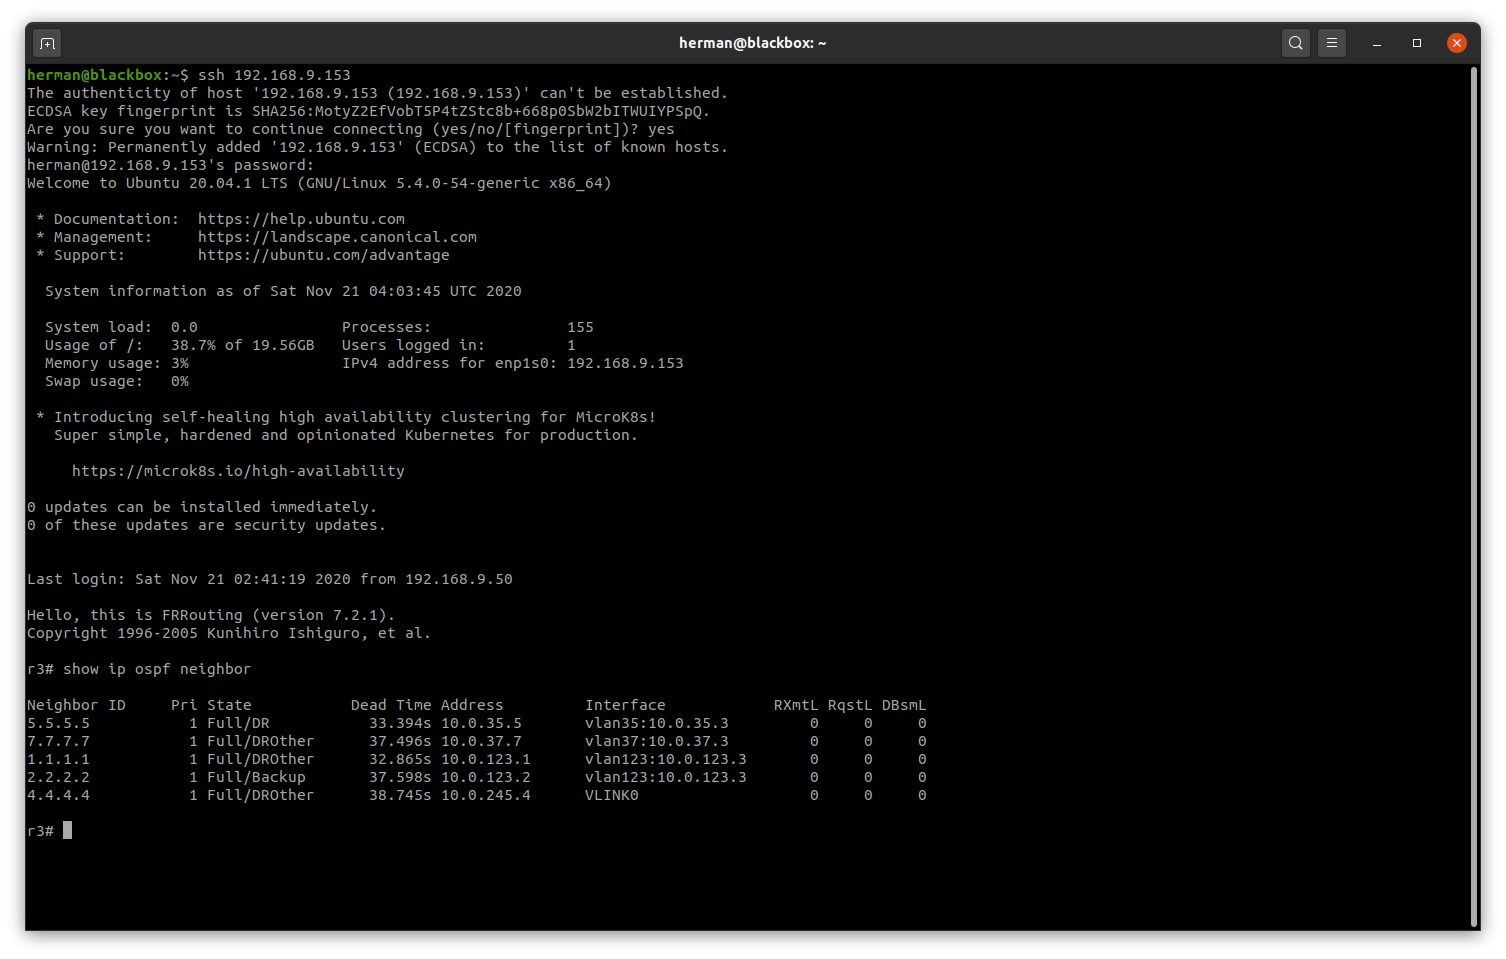 herman@blackbox: ~
herman@blackbox:~$ ssh 192.168.9.153
The authenticity of host '192.168.9.153 (192.168.9.153)' can't be established.
ECDSA key fingerprint is SHA256:MotyZ2EfVobT5P4tZStc8b+668p0SbW2bITWUIYPSpQ.
Are you sure you want to continue connecting (yes/no/[fingerprint])? yes
Warning: Permanently added '192.168.9.153' (ECDSA) to the list of known hosts.
herman@192.168.9.153's password:
Welcome to Ubuntu 20.04.1 LTS (GNU/Linux 5.4.0-54-generic x86_64)

 * Documentation:  https://help.ubuntu.com
 * Management:     https://landscape.canonical.com
 * Support:        https://ubuntu.com/advantage

  System information as of Sat Nov 21 04:03:45 UTC 2020

  System load:  0.0                Processes:               155
  Usage of /:   38.7% of 19.56GB   Users logged in:         1
  Memory usage: 3%                 IPv4 address for enp1s0: 192.168.9.153
  Swap usage:   0%

 * Introducing self-healing high availability clustering for MicroK8s!
   Super simple, hardened and opinionated Kubernetes for production.

     https://microk8s.io/high-availability

0 updates can be installed immediately.
0 of these updates are security updates.

Last login: Sat Nov 21 02:41:19 2020 from 192.168.9.50

Hello, this is FRRouting (version 7.2.1).
Copyright 1996-2005 Kunihiro Ishiguro, et al.

r3# show ip ospf neighbor

Neighbor ID     Pri State           Dead Time Address         Interface            RXmtL RqstL DBsmL
5.5.5.5           1 Full/DR           33.394s 10.0.35.5       vlan35:10.0.35.3         0     0     0
7.7.7.7           1 Full/DROther      37.496s 10.0.37.7       vlan37:10.0.37.3         0     0     0
1.1.1.1           1 Full/DROther      32.865s 10.0.123.1      vlan123:10.0.123.3       0     0     0
2.2.2.2           1 Full/Backup       37.598s 10.0.123.2      vlan123:10.0.123.3       0     0     0
4.4.4.4           1 Full/DROther      38.745s 10.0.245.4      VLINK0                   0     0     0

r3#